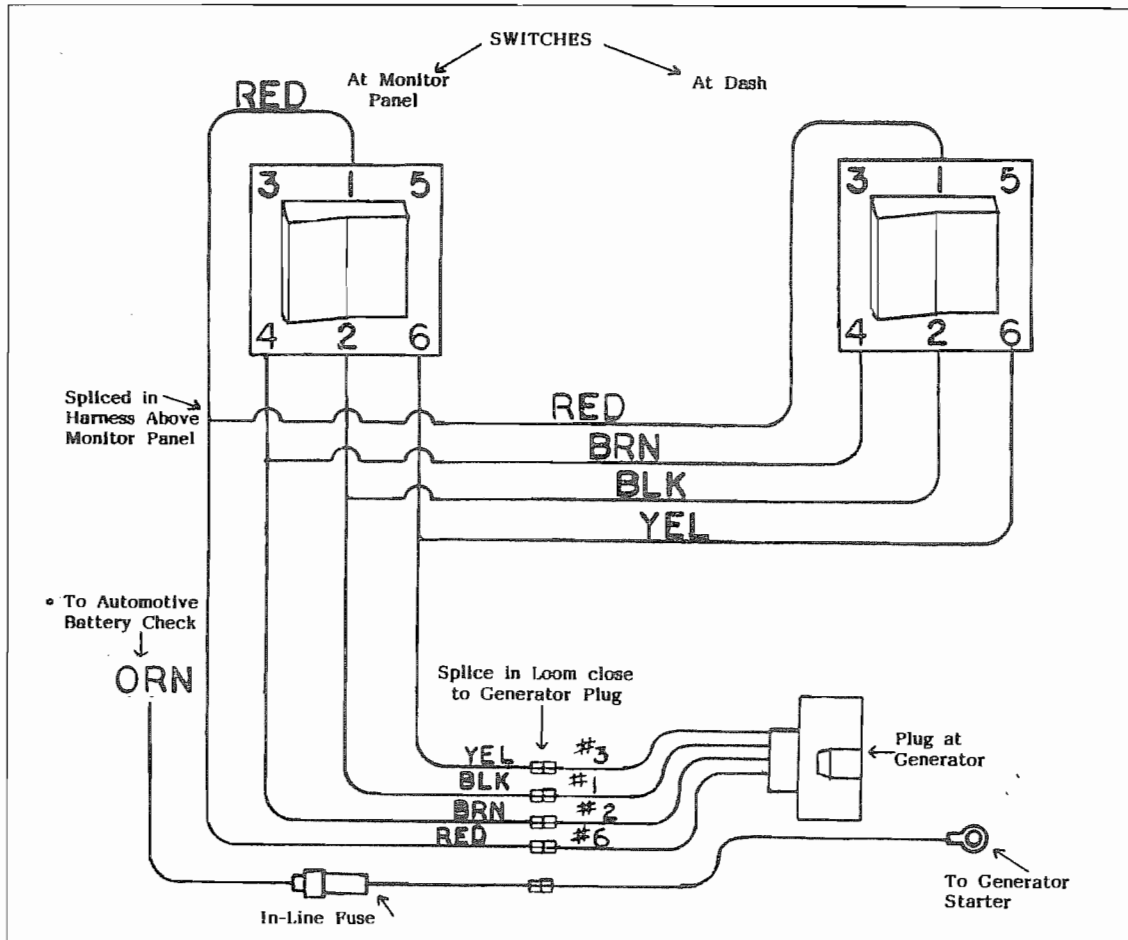 SWITCHES
At Monitor
Panel
At Dash
RED
3 1 5
4 2 6
3 1 5
4 2 6
Spliced in
Harness Above
Monitor Panel
RED
BRN
BLK
YEL
To Automotive
Battery Check
ORN
Splice in Loom close
to Generator Plug
YEL #3
BLK #1
BRN #2
RED #6
Plug at
Generator
In-Line Fuse
To Generator
Starter